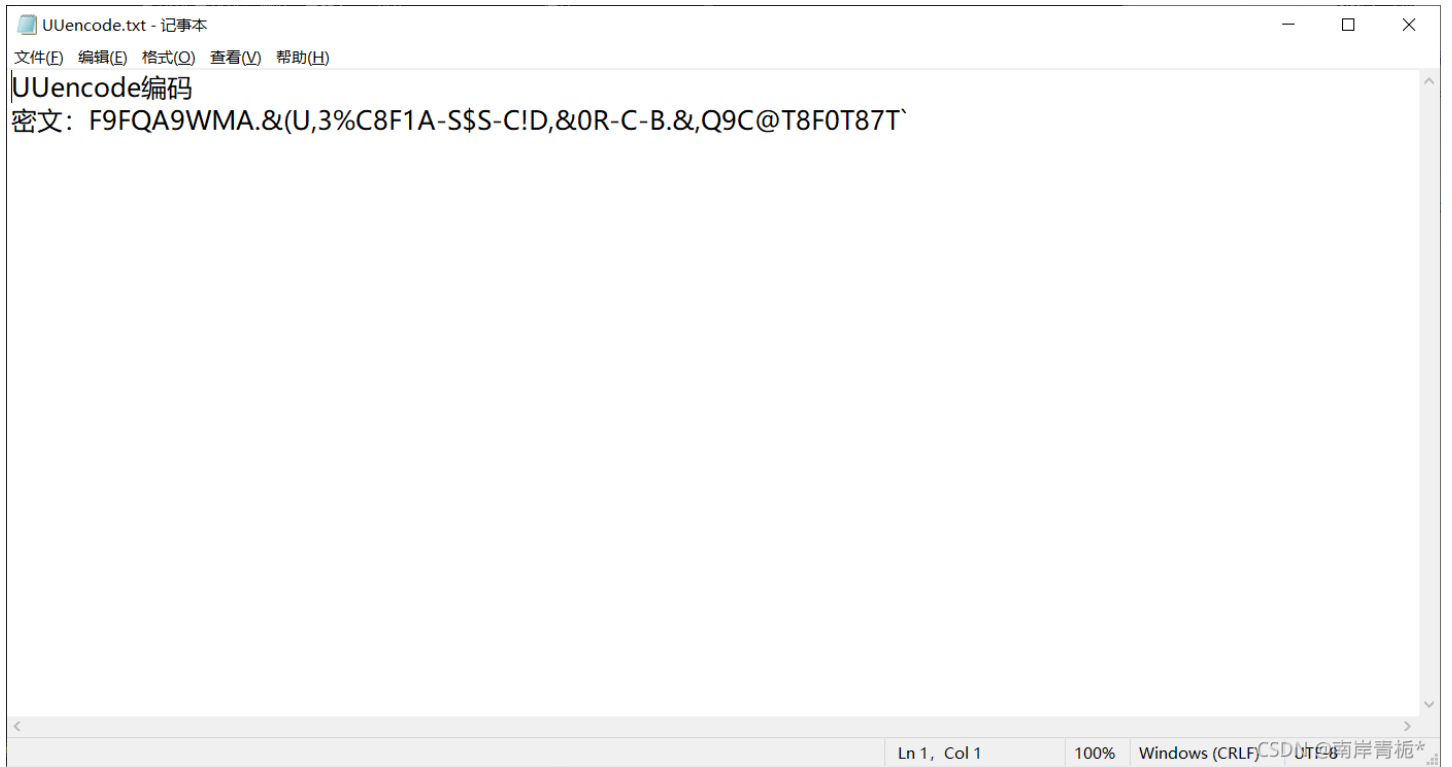 UUencode.txt - 记事本
文件(F) 编辑(E) 格式(O) 查看(V) 帮助(H)
UUencode编码
密文：F9FQA9WMA.&(U,3%C8F1A-S$S-C!D,&0R-C-B.&,Q9C@T8F0T87T`
Ln 1，Col 1 100% Windows (CRLF) UTF-8
CSDN @南岸青栀*